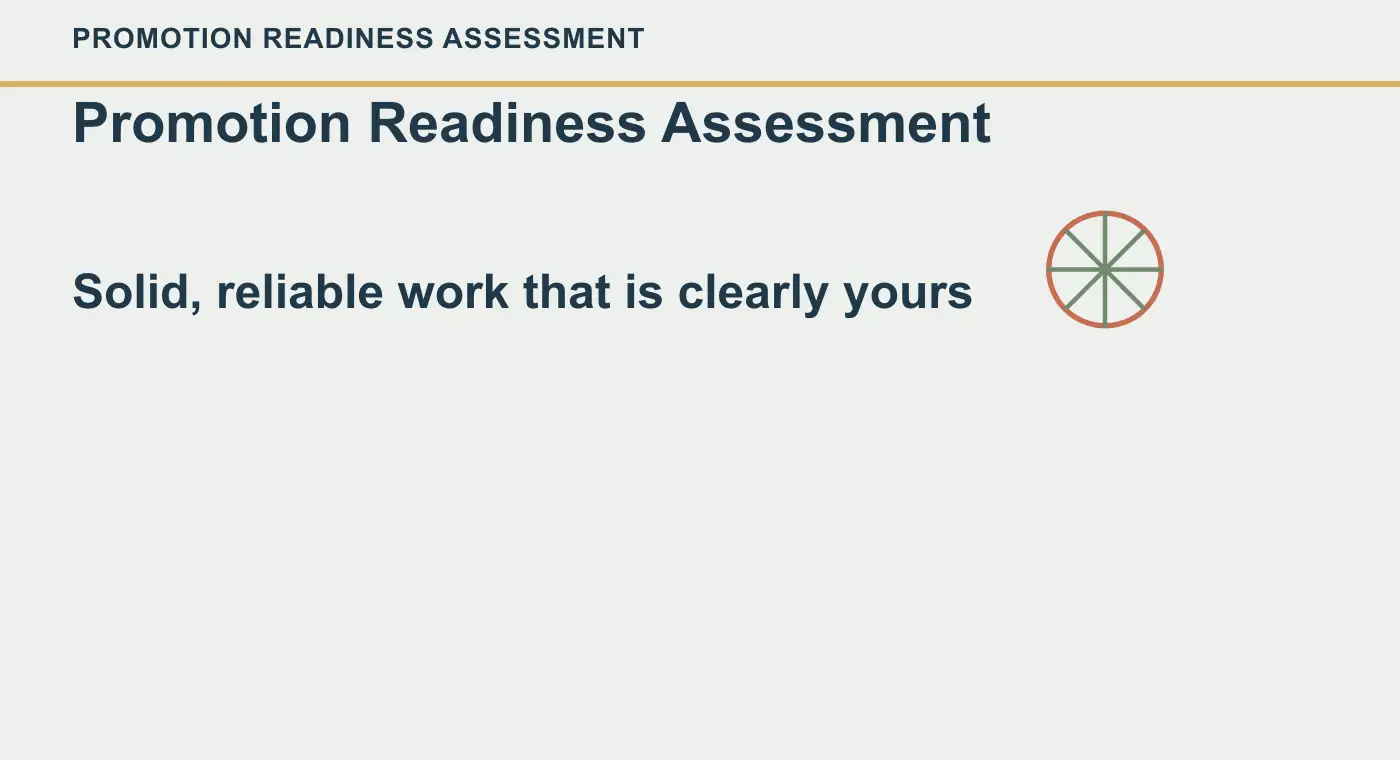 PROMOTION READINESS ASSESSMENT
Promotion Readiness Assessment
Solid, reliable work that is clearly yours